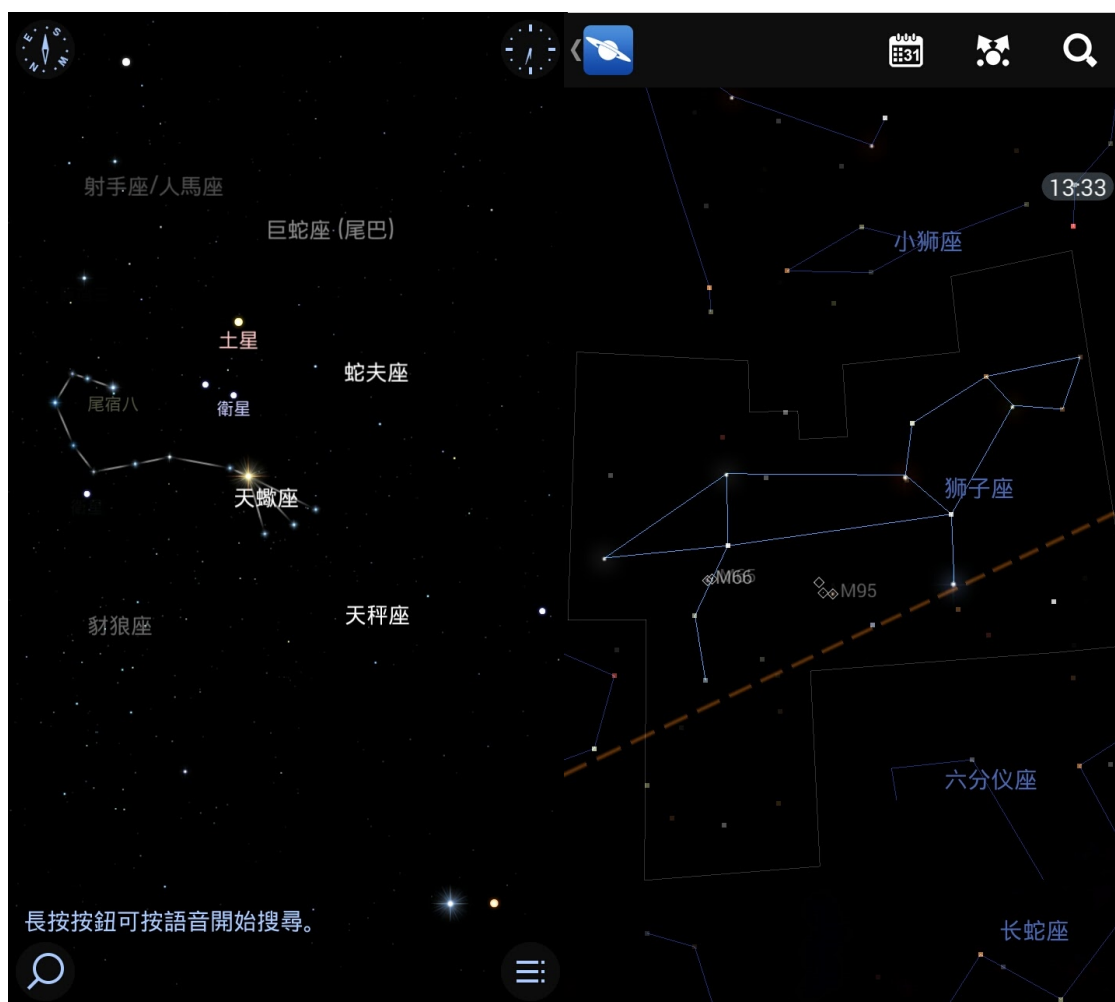 射手座/人馬座
巨蛇座 (尾巴)
土星
蛇夫座
尾宿八
衛星
天蠍座
天秤座
豺狼座
長按按鈕可按語音開始搜尋。
E
S
N
W
31
13:33
小狮座
狮子座
M66
M95
六分仪座
长蛇座